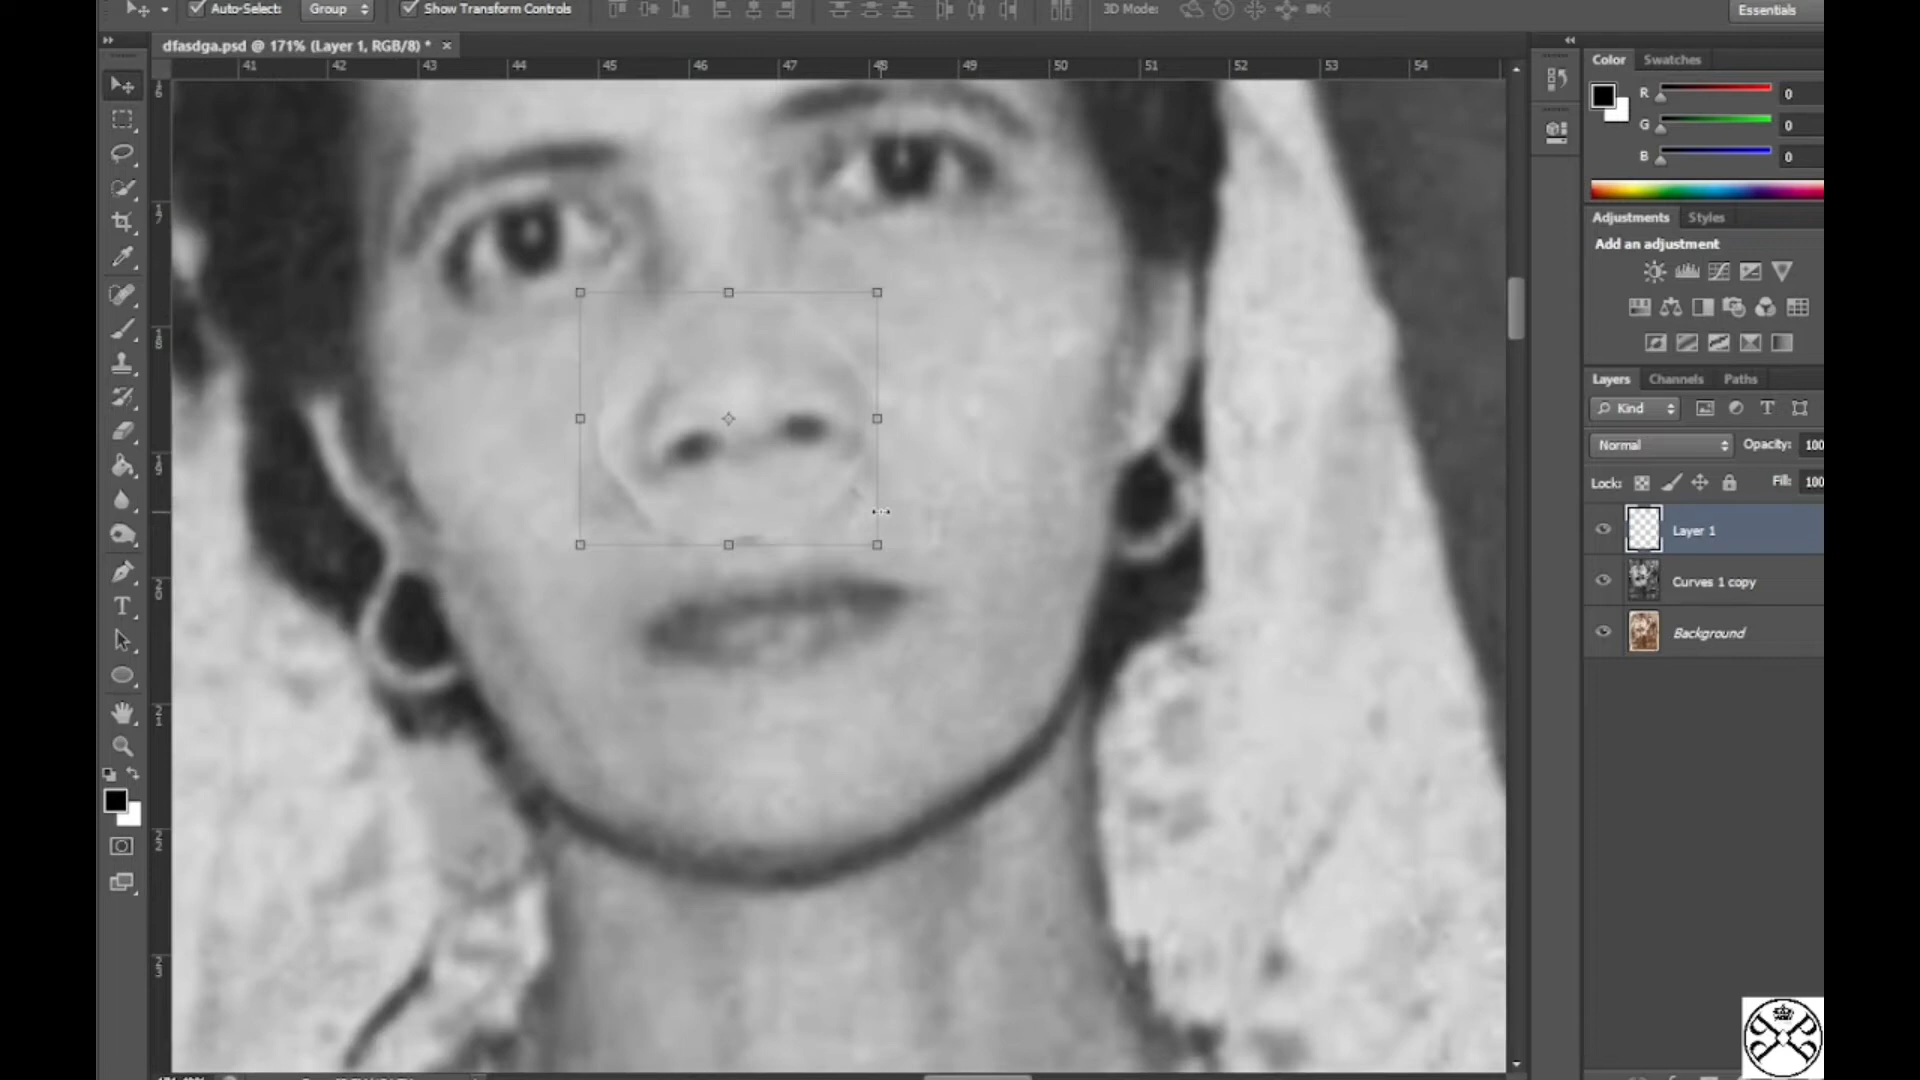 Auto-Select: Group Show Transform Controls 3D Mode: Essentials
dfasdga.psd @ 171% (Layer 1, RGB/8) * ×
41 42 43 44 45 46 47 48 49 50 51 52 53 54
Color Swatches
R 0
G 0
B 0
Adjustments Styles
Add an adjustment
Layers Channels Paths
Kind
Normal Opacity: 100
Lock: Fill: 100
Layer 1
Curves 1 copy
Background